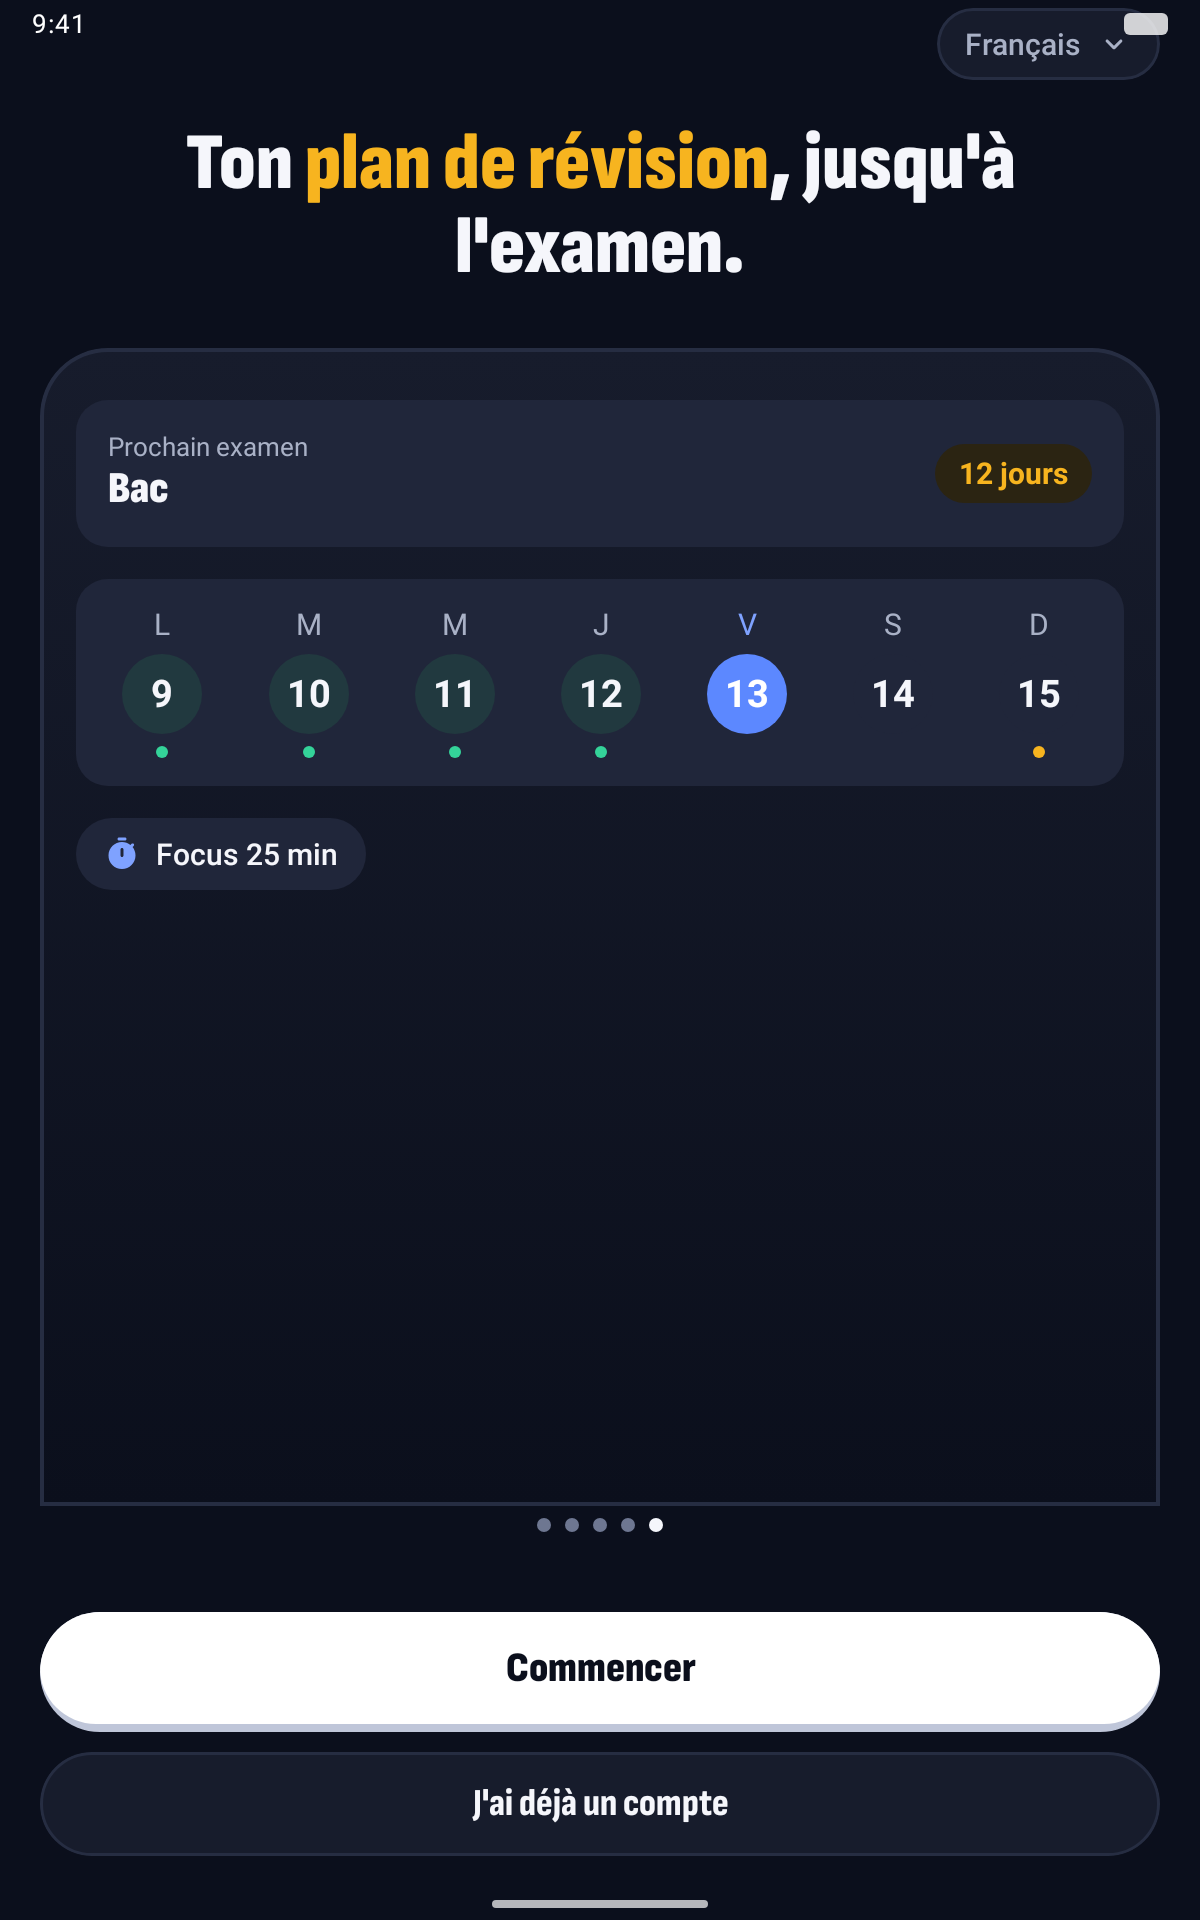 9:41
Français
Ton plan de révision, jusqu'à
l'examen.
Prochain examen
Bac
12 jours
L M M J V S D
9 10 11 12 13 14 15
Focus 25 min
Commencer
J'ai déjà un compte